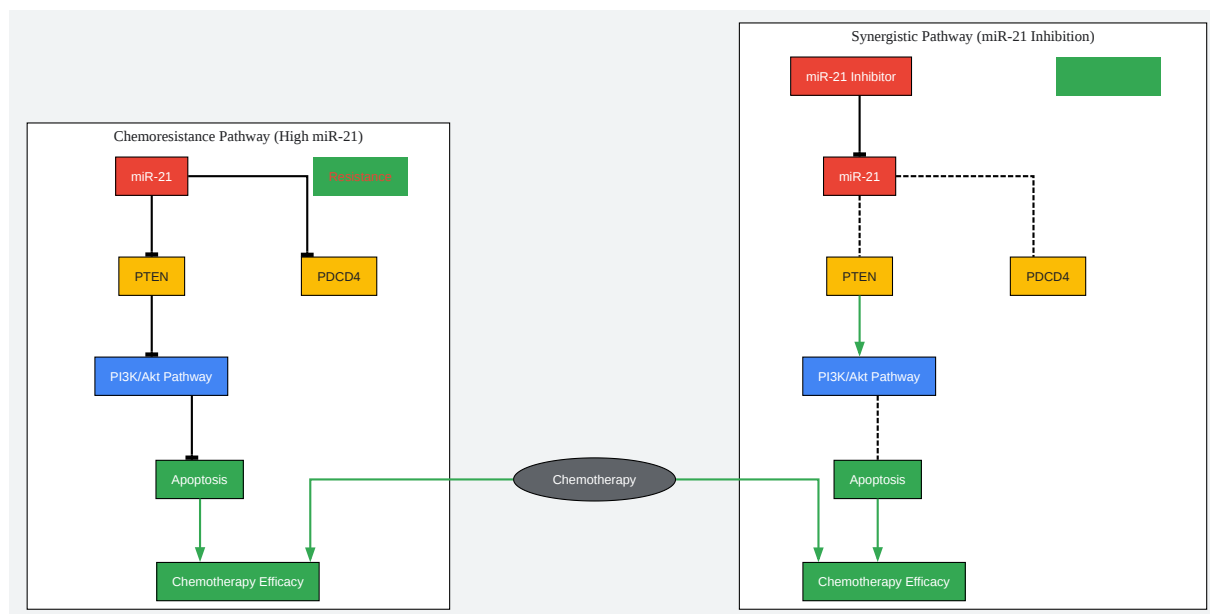 Synergistic Pathway (miR-21 Inhibition)
miR-21 Inhibitor
Chemoresistance Pathway (High miR-21)
miR-21
Resistance
miR-21
PTEN
PDCD4
PTEN
PDCD4
PI3K/Akt Pathway
PI3K/Akt Pathway
Apoptosis
Chemotherapy
Apoptosis
Chemotherapy Efficacy
Chemotherapy Efficacy